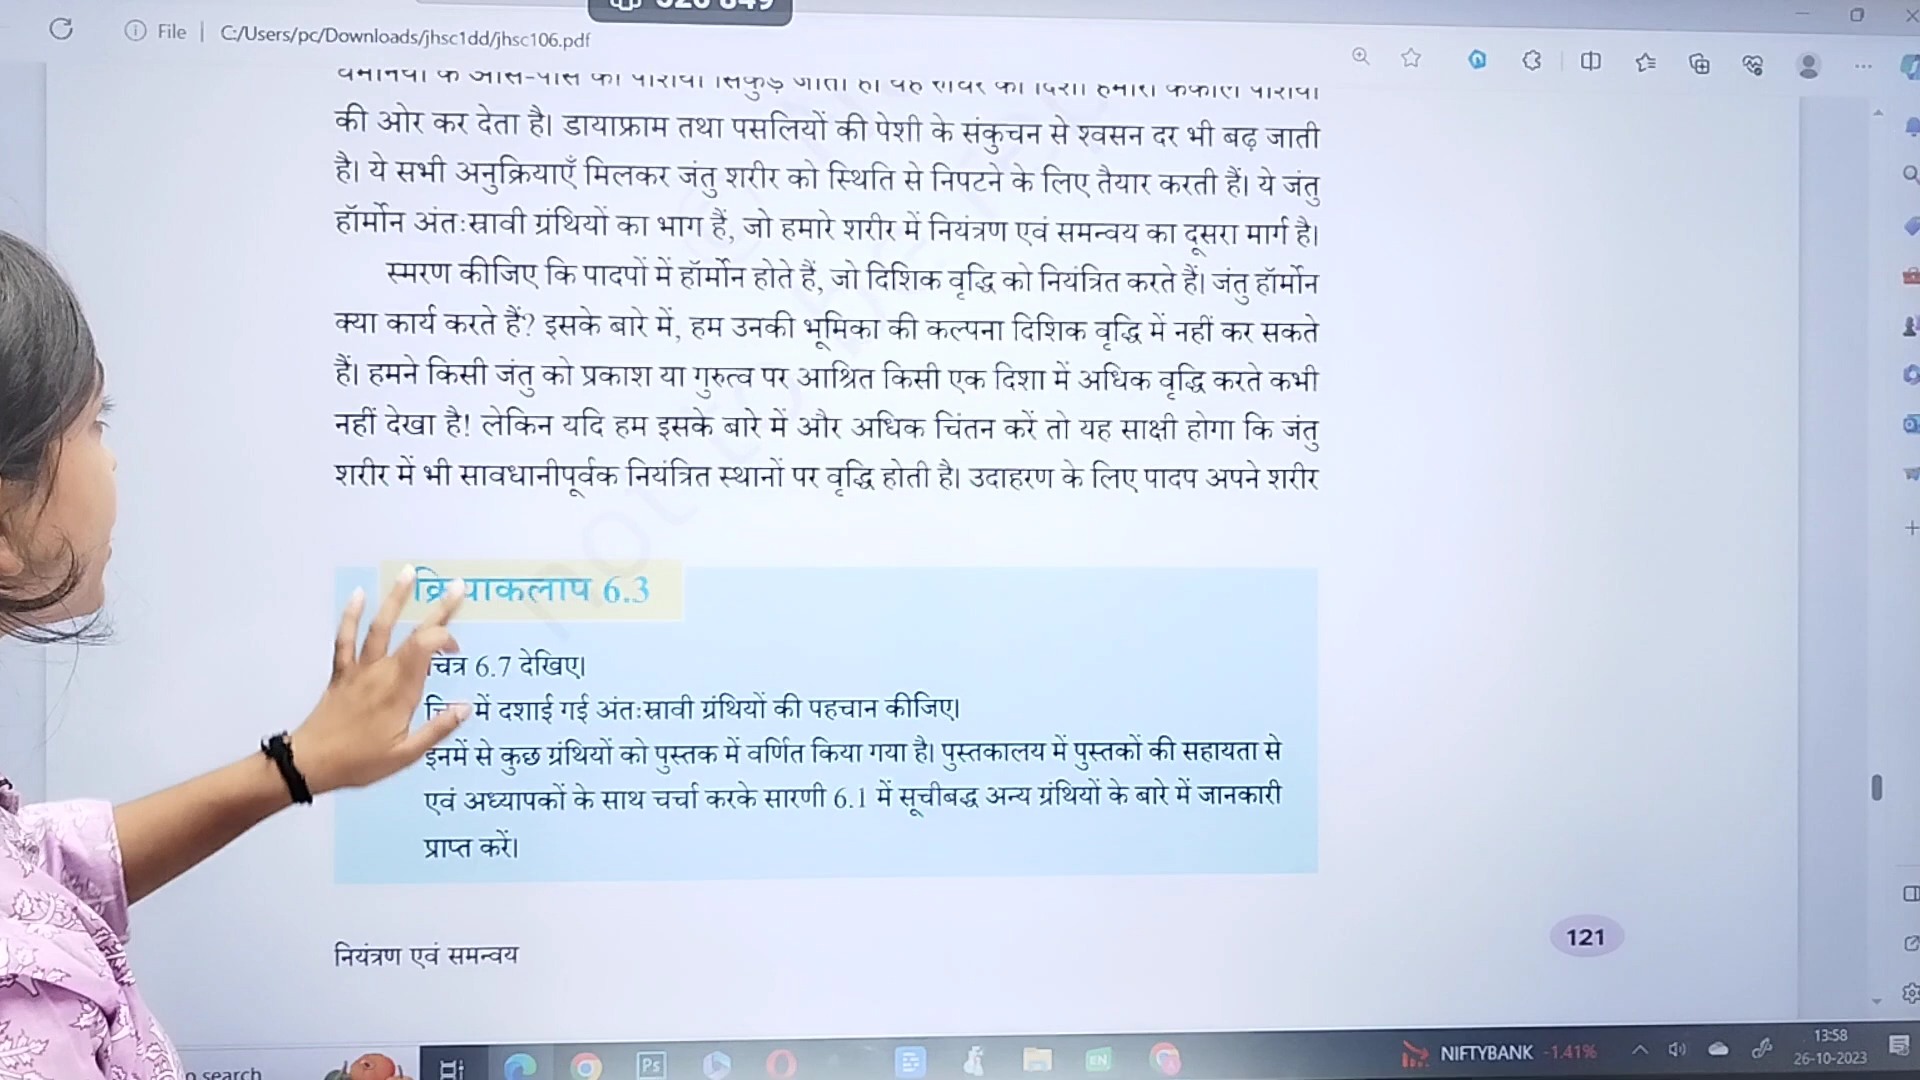 File | C:/Users/pc/Downloads/jhsc1dd/jhsc106.pdf
की ओर कर देता है। डायाफ्राम तथा पसलियों की पेशी के संकुचन से श्वसन दर भी बढ़ जाती
है। ये सभी अनुक्रियाएँ मिलकर जंतु शरीर को स्थिति से निपटने के लिए तैयार करती हैं। ये जंतु
हॉर्मोन अंतःस्रावी ग्रंथियों का भाग हैं, जो हमारे शरीर में नियंत्रण एवं समन्वय का दूसरा मार्ग है।
स्मरण कीजिए कि पादपों में हॉर्मोन होते हैं, जो दिशिक वृद्धि को नियंत्रित करते हैं। जंतु हॉर्मोन
क्या कार्य करते हैं? इसके बारे में, हम उनकी भूमिका की कल्पना दिशिक वृद्धि में नहीं कर सकते
हैं। हमने किसी जंतु को प्रकाश या गुरुत्व पर आश्रित किसी एक दिशा में अधिक वृद्धि करते कभी
नहीं देखा है! लेकिन यदि हम इसके बारे में और अधिक चिंतन करें तो यह साक्षी होगा कि जंतु
शरीर में भी सावधानीपूर्वक नियंत्रित स्थानों पर वृद्धि होती है। उदाहरण के लिए पादप अपने शरीर
क्रियाकलाप 6.3
चित्र 6.7 देखिए।
में दर्शाई गई अंतःस्रावी ग्रंथियों की पहचान कीजिए।
इनमें से कुछ ग्रंथियों को पुस्तक में वर्णित किया गया है। पुस्तकालय में पुस्तकों की सहायता से
एवं अध्यापकों के साथ चर्चा करके सारणी 6.1 में सूचीबद्ध अन्य ग्रंथियों के बारे में जानकारी
प्राप्त करें।
121
नियंत्रण एवं समन्वय
search
Ps
EN
NIFTYBANK -1.41%
13:58
26-10-2023